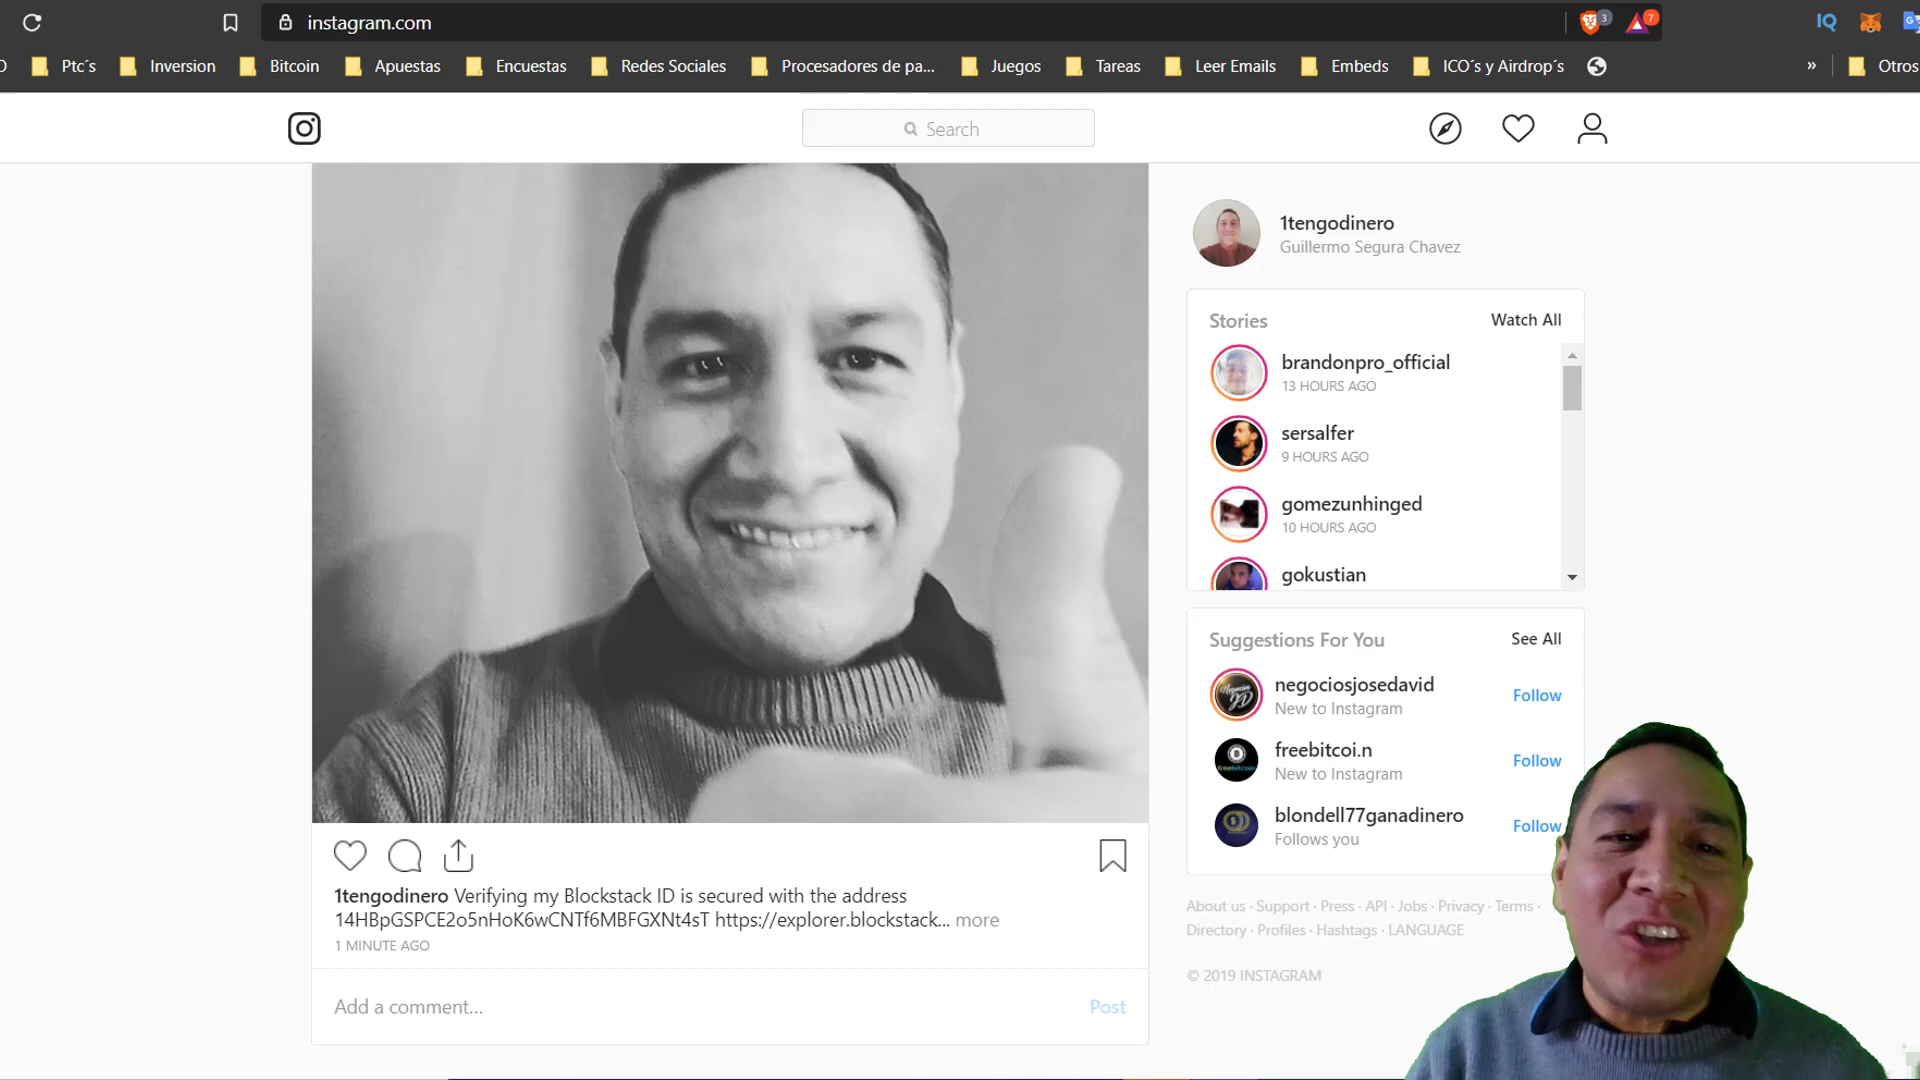 instagram.com
3
7
IQ
Ptc´s
Inversion
Bitcoin
Apuestas
Encuestas
Redes Sociales
Procesadores de pa...
Juegos
Tareas
Leer Emails
Embeds
ICO´s y Airdrop´s
»
Otros
Search
1tengodinero
Guillermo Segura Chavez
Stories
Watch All
brandonpro_official
13 HOURS AGO
sersalfer
9 HOURS AGO
gomezunhinged
10 HOURS AGO
gokustian
Suggestions For You
See All
negociosjosedavid
New to Instagram
Follow
freebitcoi.n
New to Instagram
Follow
blondell77ganadinero
Follows you
Follow
About us · Support · Press · API · Jobs · Privacy · Terms ·
Directory · Profiles · Hashtags · LANGUAGE
© 2019 INSTAGRAM
1tengodinero Verifying my Blockstack ID is secured with the address
14HBpGSPCE2o5nHoK6wCNTf6MBFGXNt4sT https://explorer.blockstack... more
1 MINUTE AGO
Add a comment...
Post